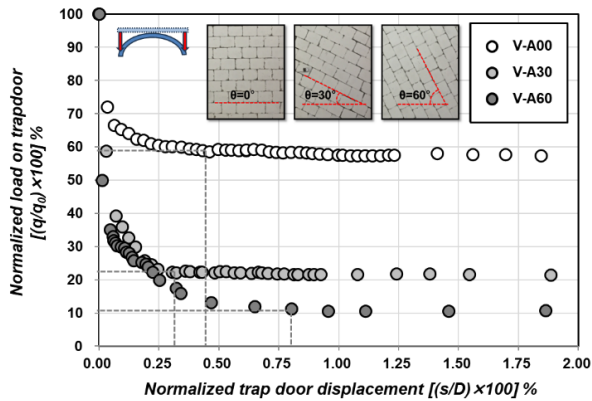 100
90
80
70
60
50
40
30
20
10
0
Normalized load on trapdoor
[(q/q₀)×100] %
θ=0°
θ=30°
θ=60°
V-A00
V-A30
V-A60
0.00
0.25
0.50
0.75
1.00
1.25
1.50
1.75
2.00
Normalized trap door displacement [(s/D)×100] %